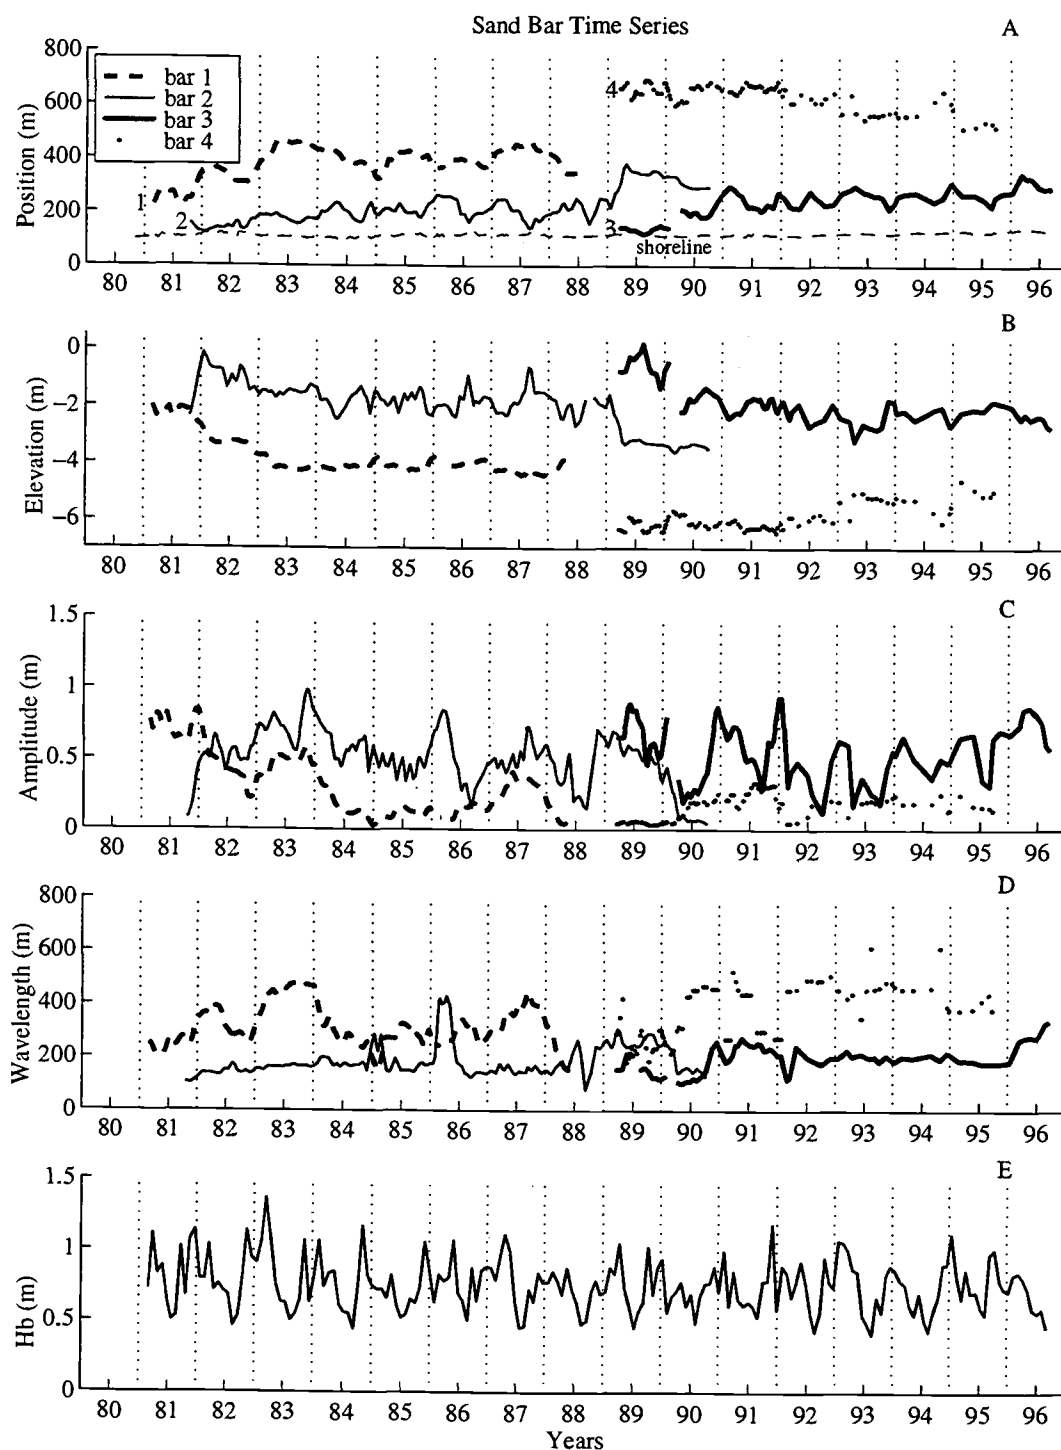 Sand Bar Time Series
A
Position (m)
800
600
400
200
0
bar 1
bar 2
bar 3
bar 4
1
2
3
4
shoreline
80 81 82 83 84 85 86 87 88 89 90 91 92 93 94 95 96
B
Elevation (m)
0
−2
−4
−6
80 81 82 83 84 85 86 87 88 89 90 91 92 93 94 95 96
C
Amplitude (m)
1.5
1
0.5
0
80 81 82 83 84 85 86 87 88 89 90 91 92 93 94 95 96
D
Wavelength (m)
800
600
400
200
0
80 81 82 83 84 85 86 87 88 89 90 91 92 93 94 95 96
E
Hb (m)
1.5
1
0.5
0
80 81 82 83 84 85 86 87 88 89 90 91 92 93 94 95 96
Years